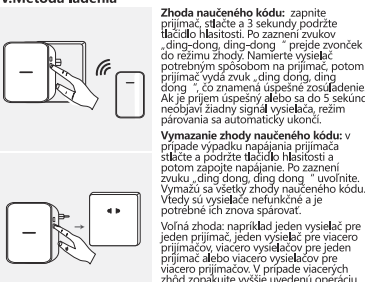 V.Metóda ladenia
Zhoda naučeného kódu: zapnite
prijímač, stlačte a 3 sekundy podržte
tlačidlo hlasitosti. Po zaznení zvukov
„ding-dong, ding-dong “ prejde zvonček
do režimu zhody. Namierte vysielač
potrebným spôsobom na prijímač, potom
prijímač vydá zvuk „ding dong, ding
dong “, čo znamená úspešné zosúladenie.
Ak je príjem úspešný alebo sa do 5 sekúnd
neobjaví žiadny signál vysielača, režim
párovania sa automaticky ukončí.
Vymazanie zhody naučeného kódu: v
prípade výpadku napájania prijímača
stlačte a podržte tlačidlo hlasitosti a
potom zapojte napájanie. Po zaznení
zvuku „ding dong, ding dong “ uvoľnite.
Vymažú sa všetky zhody naučeného kódu.
Vtedy sú vysielače nefunkčné a je
potrebné ich znova spárovať.
Voľná zhoda: napríklad jeden vysielač pre
jeden prijímač, jeden vysielač pre viacero
prijímačov, viacero vysielačov pre jeden
prijímač alebo viacero vysielačov pre
viacero prijímačov. V prípade viacerých
zhôd zopakujte vyššie uvedenú operáciu